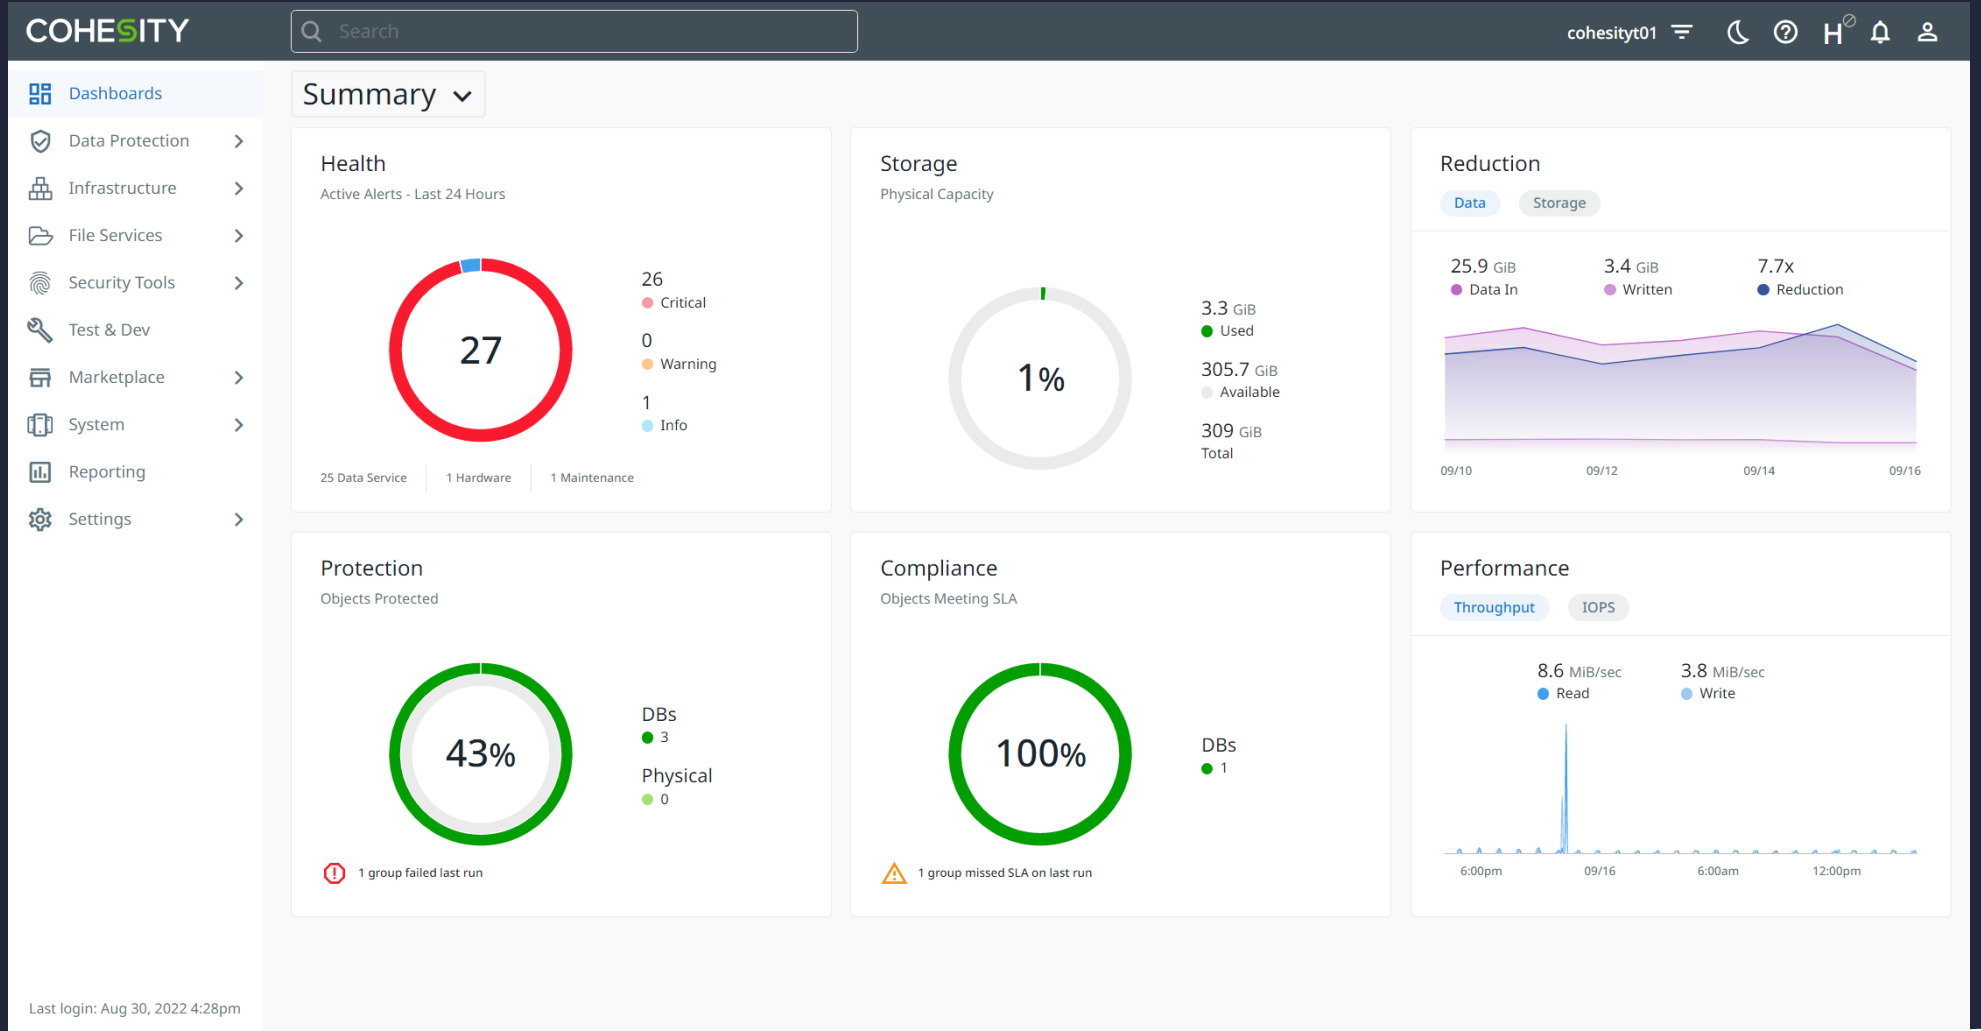 COHESITY
Search
cohesityt01
H
Dashboards
Data Protection
Infrastructure
File Services
Security Tools
Test & Dev
Marketplace
System
Reporting
Settings
Last login: Aug 30, 2022 4:28pm
Summary
Health
Active Alerts - Last 24 Hours
27
26
Critical
0
Warning
1
Info
25 Data Service
1 Hardware
1 Maintenance
Storage
Physical Capacity
1%
3.3 GiB
Used
305.7 GiB
Available
309 GiB
Total
Reduction
Data Storage
25.9 GiB
Data In
3.4 GiB
Written
7.7x
Reduction
09/10 09/12 09/14 09/16
Protection
Objects Protected
43%
DBs
3
Physical
0
1 group failed last run
Compliance
Objects Meeting SLA
100%
DBs
1
1 group missed SLA on last run
Performance
Throughput IOPS
8.6 MiB/sec
Read
3.8 MiB/sec
Write
6:00pm 09/16 6:00am 12:00pm